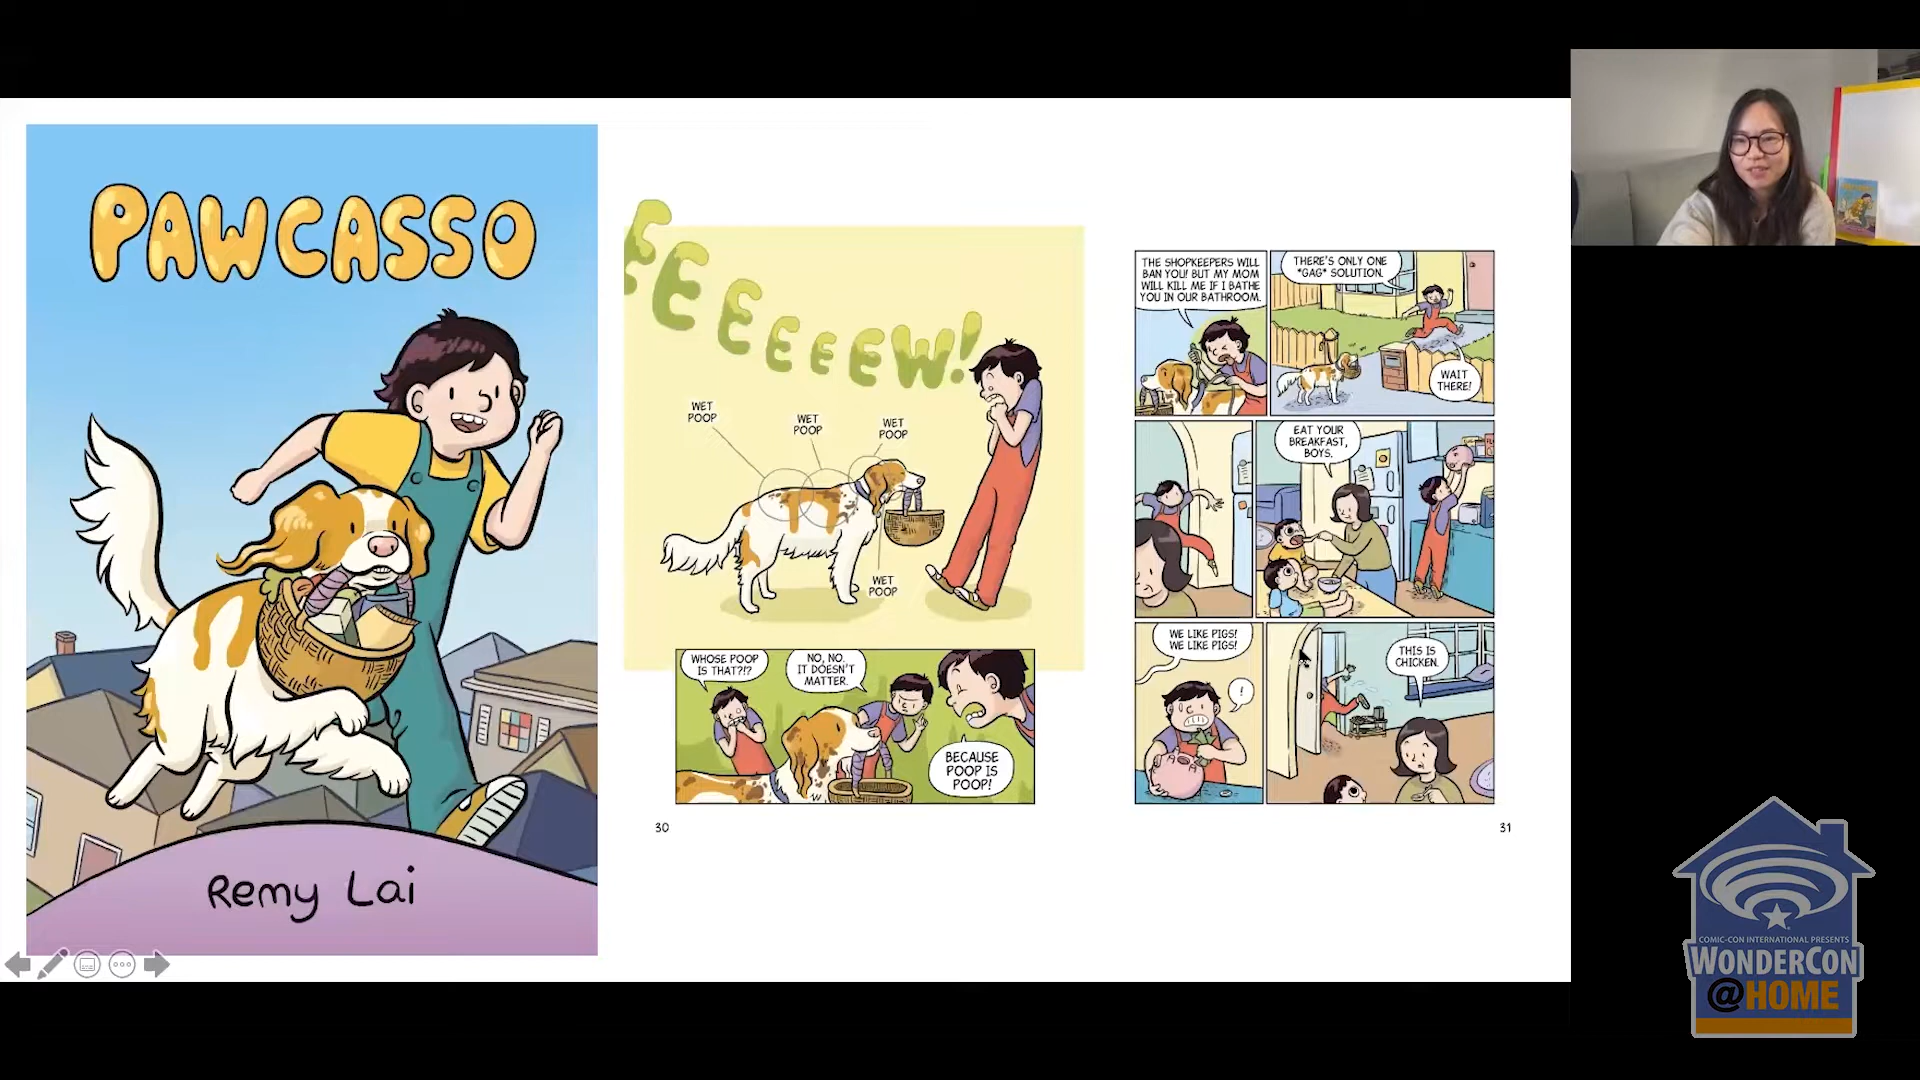 PAWCASSO
Remy Lai
EEEEEEEW!
WET
POOP
WET
POOP
WET
POOP
WET
POOP
WHOSE POOP
IS THAT?!?
NO, NO.
IT DOESN'T
MATTER.
BECAUSE
POOP IS
POOP!
30
THE SHOPKEEPERS WILL
BAN YOU! BUT MY MOM
WILL KILL ME IF I BATHE
YOU IN OUR BATHROOM.
THERE'S ONLY ONE
*GAG* SOLUTION.
WAIT
THERE!
EAT YOUR
BREAKFAST,
BOYS.
WE LIKE PIGS!
WE LIKE PIGS!
!
THIS IS
CHICKEN.
31
COMIC-CON INTERNATIONAL PRESENTS
WONDERCON
@HOME